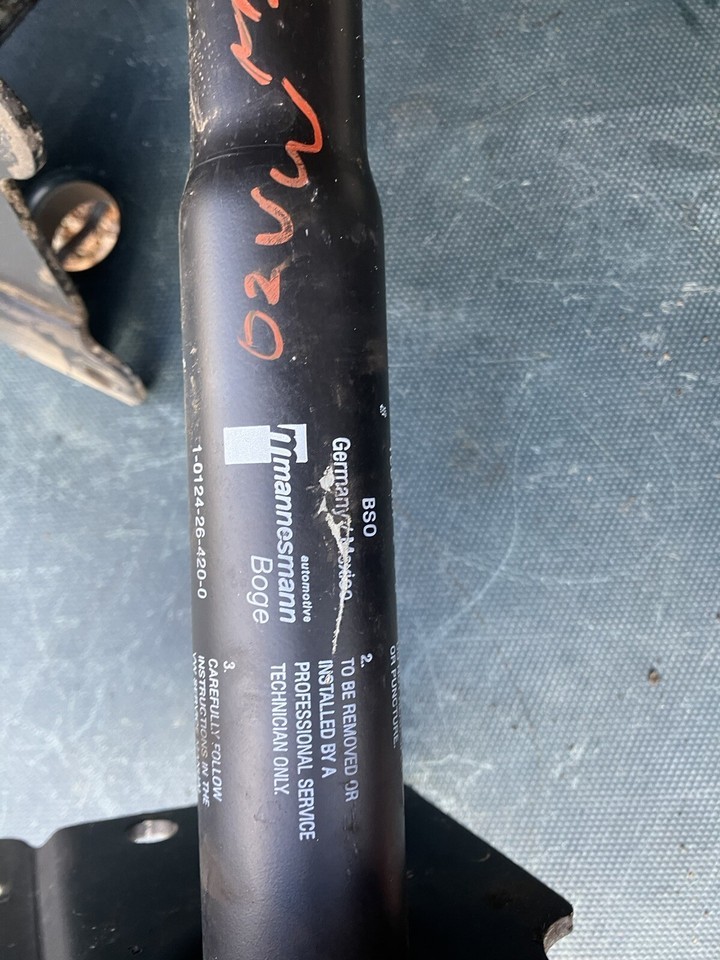 02VW
BSO
Germany / Mexico
mannesmann
automotive
Boge
1-0124-26-420-0
OR PUNCTURE.
2.
TO BE REMOVED OR
INSTALLED BY A
PROFESSIONAL SERVICE
TECHNICIAN ONLY.
3.
CAREFULLY FOLLOW
INSTRUCTIONS IN THE